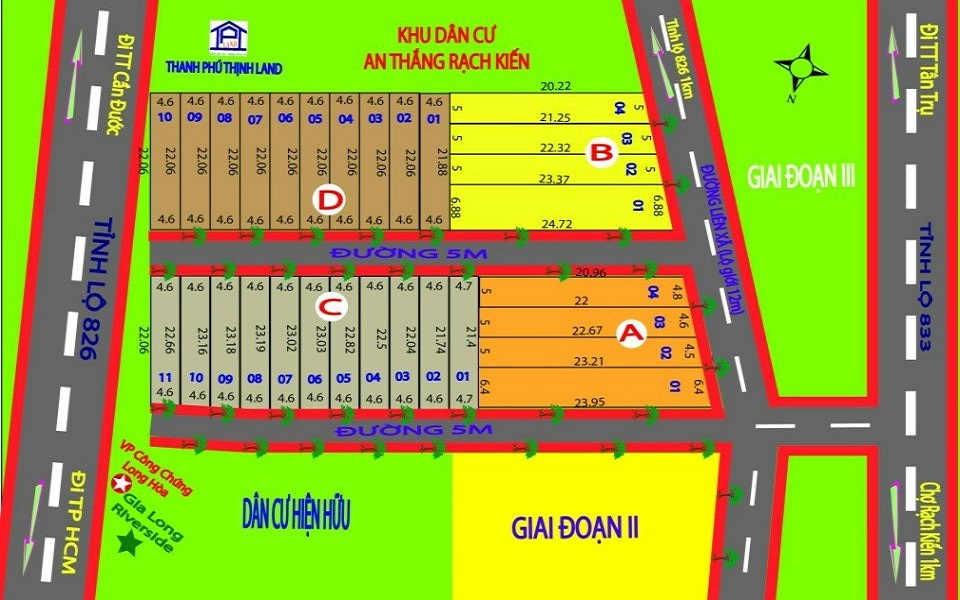 LAND
THANH PHÚ THỊNH LAND
KHU DÂN CƯ
AN THẮNG RẠCH KIẾN
Đi TT Cần Đước
TỈNH LỘ 826
Đi TP HCM
Tỉnh lộ 826 1km
ĐƯỜNG LIÊN XÃ (Lộ giới 12m)
N
GIAI ĐOẠN III
Đi TT Tân Trụ
TỈNH LỘ 833
Chợ Rạch Kiến 1km
4.6 4.6 4.6 4.6 4.6 4.6 4.6 4.6 4.6 4.6
10 09 08 07 06 05 04 03 02 01
22.06 22.06 22.06 22.06 22.06 22.06 22.06 22.06 22.06 21.88
D
4.6 4.6 4.6 4.6 4.6 4.6 4.6 4.6 4.6 4.6
20.22
5 04 5
21.25
5 03 5
B
22.32
5 02 5
23.37
6.88 01 6.88
24.72
ĐƯỜNG 5M
4.6 4.6 4.6 4.6 4.6 4.6 4.6 4.6 4.6 4.7
C
22.06 22.66 23.16 23.18 23.19 23.02 23.03 22.82 22.5 22.04 21.74 21.4
11 10 09 08 07 06 05 04 03 02 01
4.6 4.6 4.6 4.6 4.6 4.6 4.6 4.6 4.6 4.6 4.7
20.96
5 04 4.8
22
5 03 4.6
A
22.67
5 02 4.5
23.21
6.4 01 6.4
23.95
ĐƯỜNG 5M
VP Công Chứng
Long Hòa
Gia Long
Riverside
DÂN CƯ HIỆN HỮU
GIAI ĐOẠN II